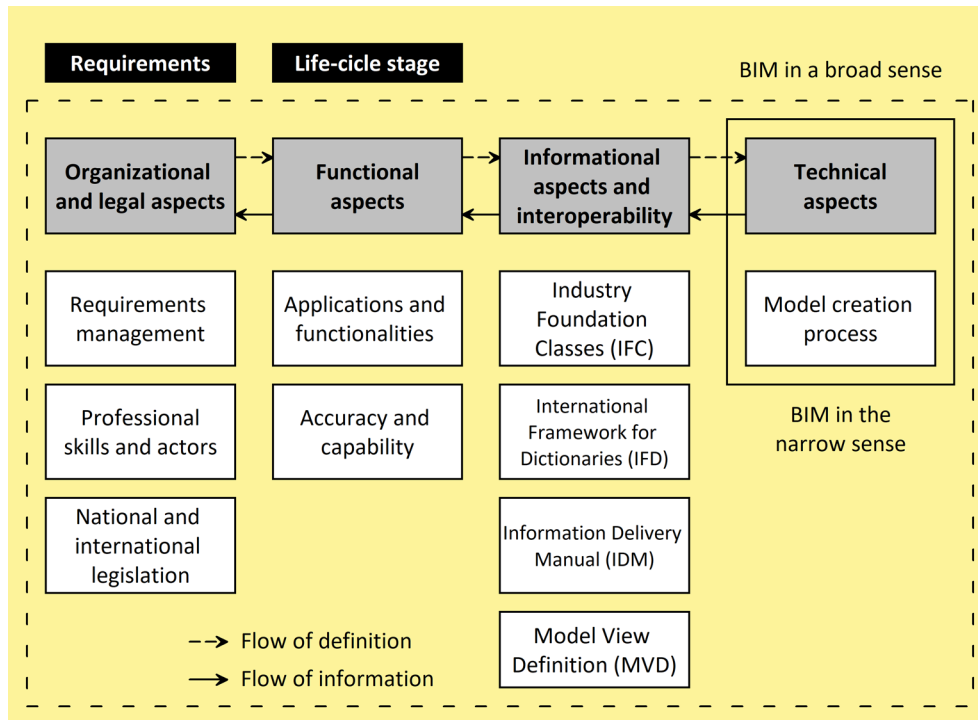 Requirements
Life-cicle stage
BIM in a broad sense
Organizational
and legal aspects
Functional
aspects
Informational
aspects and
interoperability
Technical
aspects
Requirements
management
Applications and
functionalities
Industry
Foundation
Classes (IFC)
Model creation
process
Professional
skills and actors
Accuracy and
capability
International
Framework for
Dictionaries (IFD)
BIM in the
narrow sense
National and
international
legislation
Information Delivery
Manual (IDM)
Model View
Definition (MVD)
Flow of definition
Flow of information